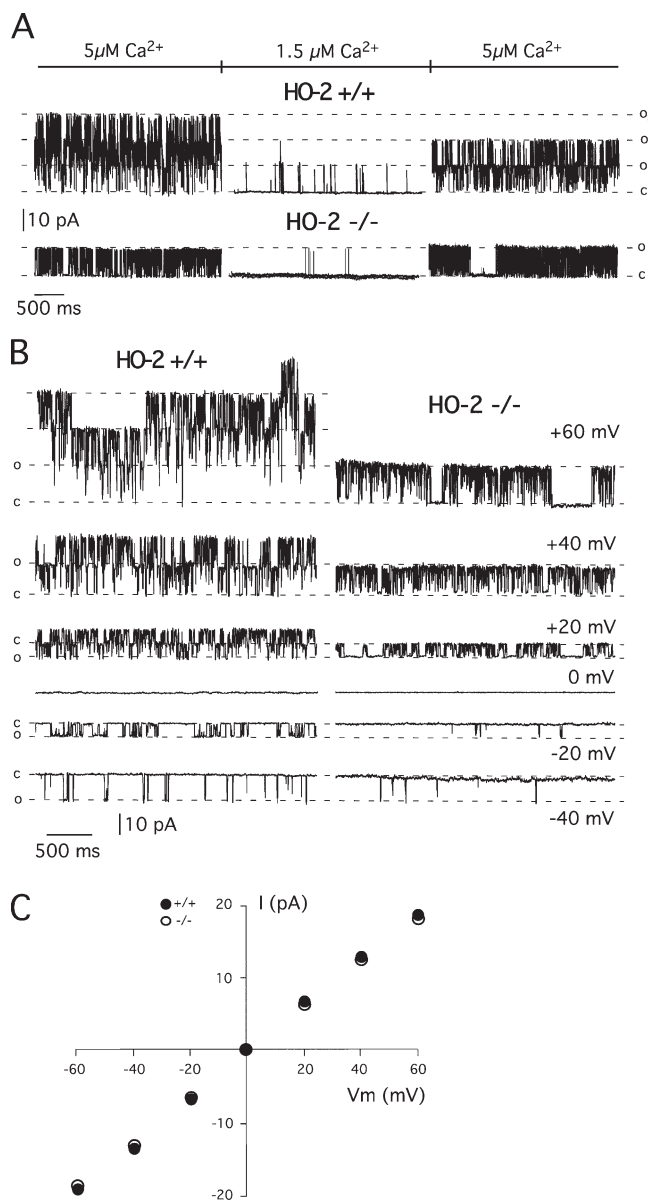 A
5µM Ca2+ 1.5 µM Ca2+ 5µM Ca2+
HO-2 +/+
o
o
o
c
10 pA
HO-2 -/-
o
c
500 ms
B
HO-2 +/+
HO-2 -/-
+60 mV
o
c
+40 mV
o
c
+20 mV
c
o
0 mV
c
o
-20 mV
c
o
-40 mV
10 pA
500 ms
C
+/+
-/-
I (pA)
20
10
-60 -40 -20 20 40 60
Vm (mV)
-10
-20